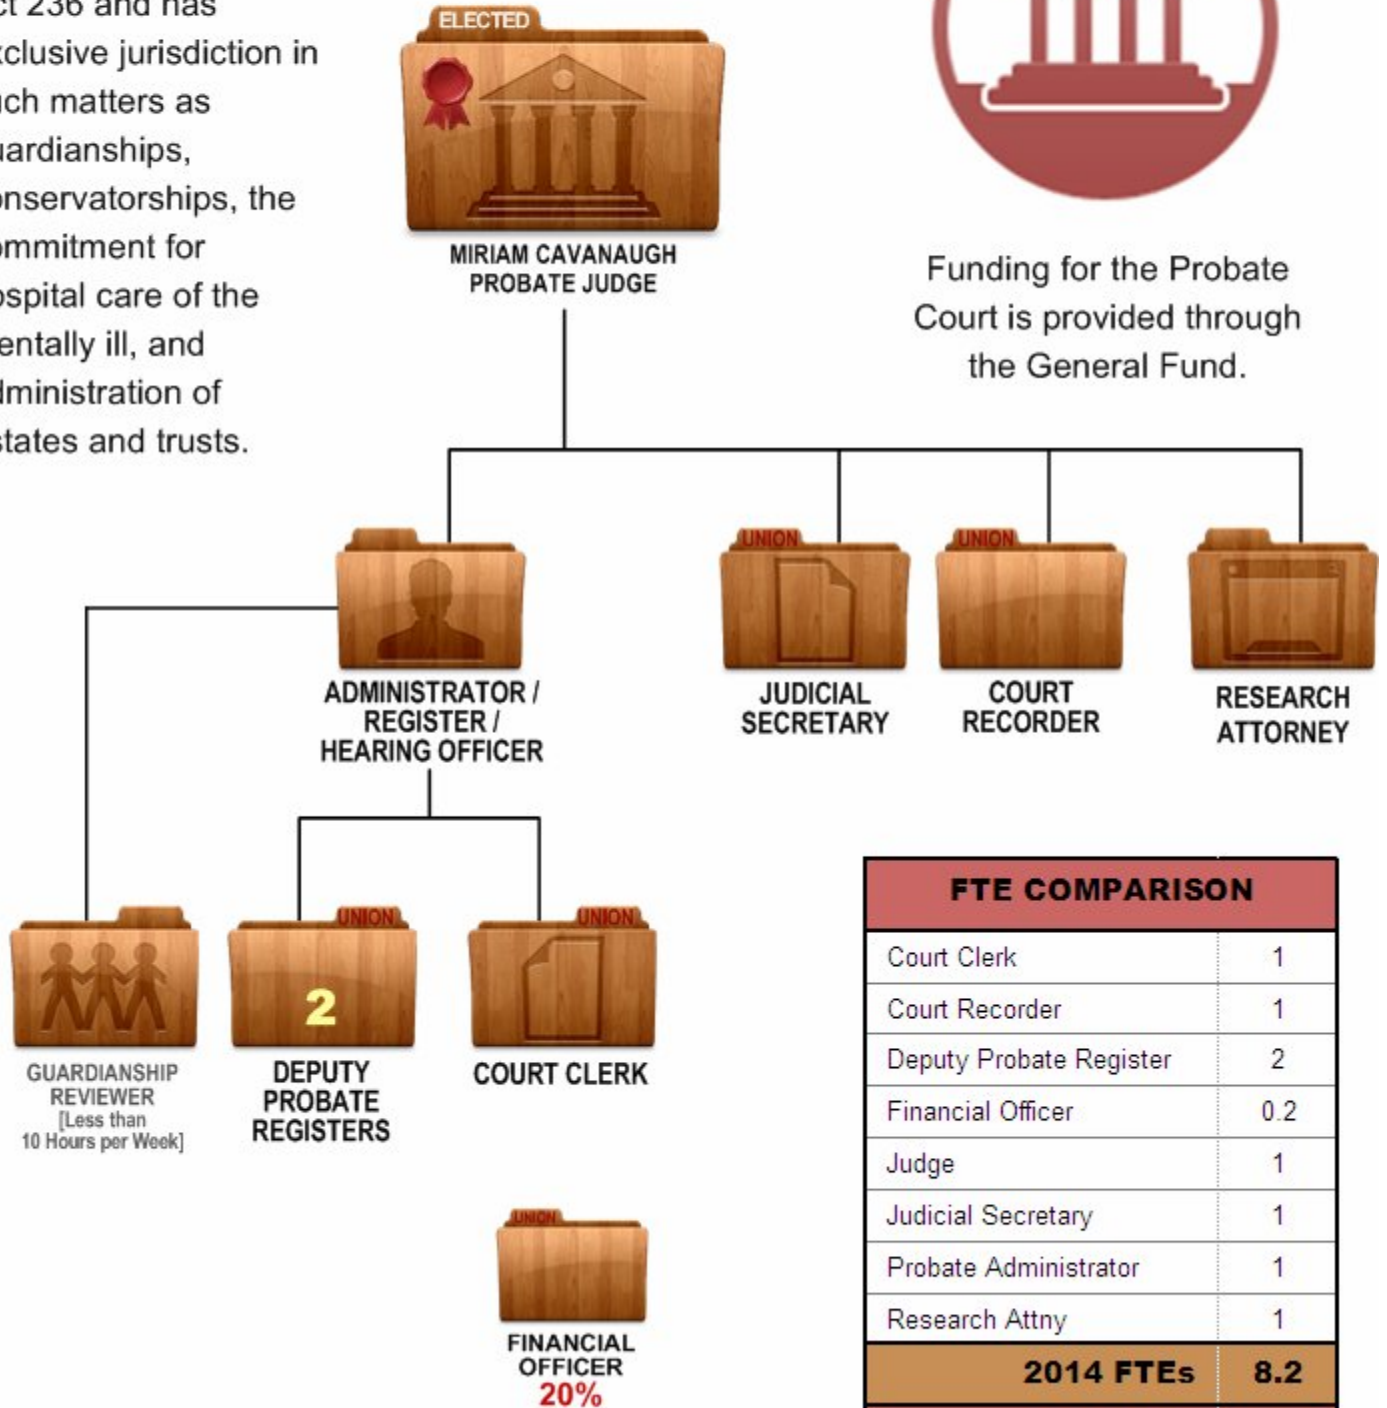 ct 236 and has
xclusive jurisdiction in
uch matters as
uardianships,
onservatorships, the
ommitment for
ospital care of the
entally ill, and
dministration of
states and trusts.
ELECTED
MIRIAM CAVANAUGH
PROBATE JUDGE
Funding for the Probate
Court is provided through
the General Fund.
ADMINISTRATOR /
REGISTER /
HEARING OFFICER
UNION
JUDICIAL
SECRETARY
UNION
COURT
RECORDER
RESEARCH
ATTORNEY
GUARDIANSHIP
REVIEWER
[Less than
10 Hours per Week]
UNION
2
DEPUTY
PROBATE
REGISTERS
UNION
COURT CLERK
UNION
FINANCIAL
OFFICER
20%
FTE COMPARISON
Court Clerk 1
Court Recorder 1
Deputy Probate Register 2
Financial Officer 0.2
Judge 1
Judicial Secretary 1
Probate Administrator 1
Research Attny 1
2014 FTEs 8.2